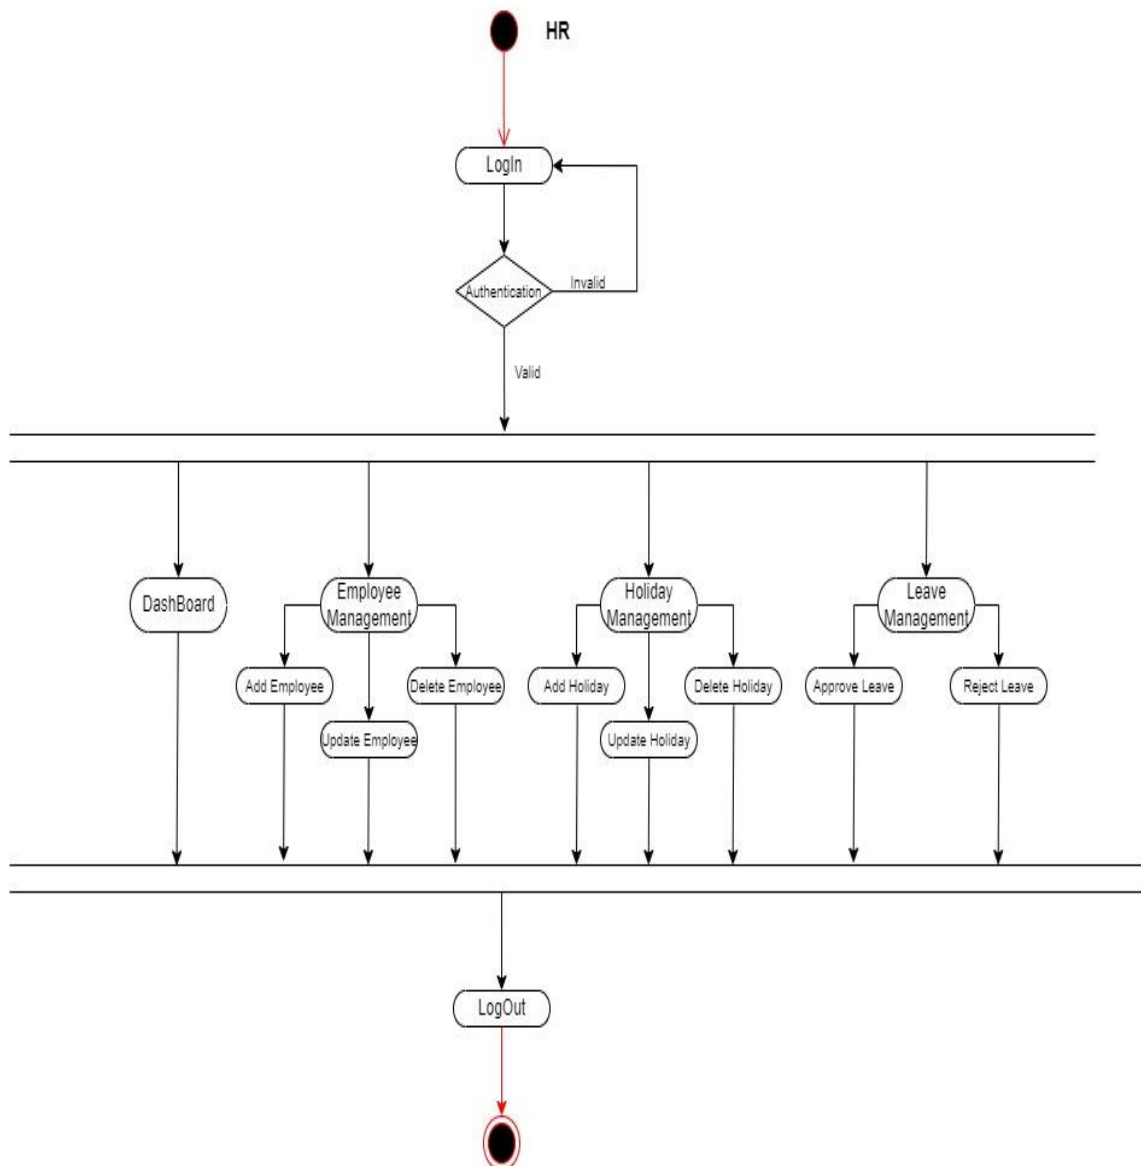 HR
LogIn
Authentication
Invalid
Valid
DashBoard
Employee
Management
Holiday
Management
Leave
Management
Add Employee
Delete Employee
Add Holiday
Delete Holiday
Approve Leave
Reject Leave
Update Employee
Update Holiday
LogOut